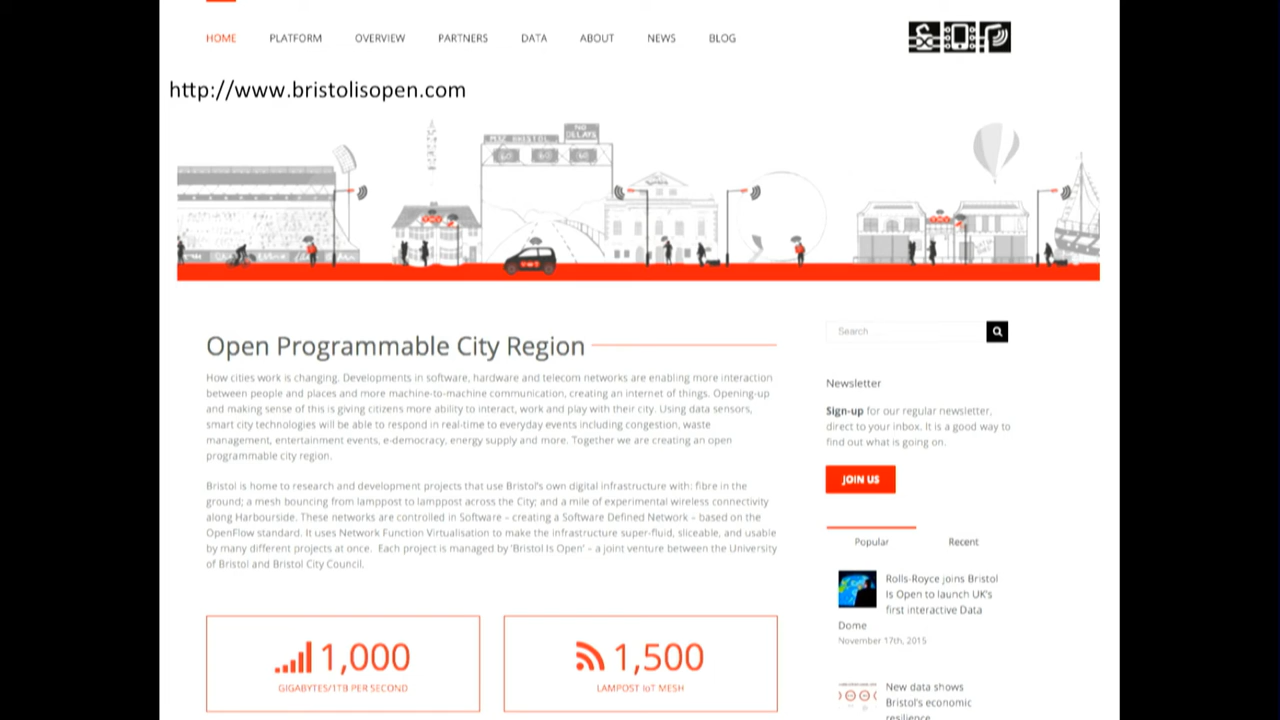 HOME PLATFORM OVERVIEW PARTNERS DATA ABOUT NEWS BLOG
http://www.bristolisopen.com
M32 BRISTOL
NO
DELAYS
60 60 60
Open Programmable City Region
How cities work is changing. Developments in software, hardware and telecom networks are enabling more interaction
between people and places and more machine-to-machine communication, creating an internet of things. Opening-up
and making sense of this is giving citizens more ability to interact, work and play with their city. Using data sensors,
smart city technologies will be able to respond in real-time to everyday events including congestion, waste
management, entertainment events, e-democracy, energy supply and more. Together we are creating an open
programmable city region.
Bristol is home to research and development projects that use Bristol's own digital infrastructure with: fibre in the
ground; a mesh bouncing from lamppost to lamppost across the City; and a mile of experimental wireless connectivity
along Harbourside. These networks are controlled in Software – creating a Software Defined Network – based on the
OpenFlow standard. It uses Network Function Virtualisation to make the infrastructure super-fluid, sliceable, and usable
by many different projects at once. Each project is managed by 'Bristol Is Open' – a joint venture between the University
of Bristol and Bristol City Council.
1,000
GIGABYTES/1TB PER SECOND
1,500
LAMPOST IoT MESH
Search ...
Newsletter
Sign-up for our regular newsletter,
direct to your inbox. It is a good way to
find out what is going on.
JOIN US
Popular Recent
Rolls-Royce joins Bristol
Is Open to launch UK's
first interactive Data
Dome
November 17th, 2015
New data shows
Bristol's economic
resilience